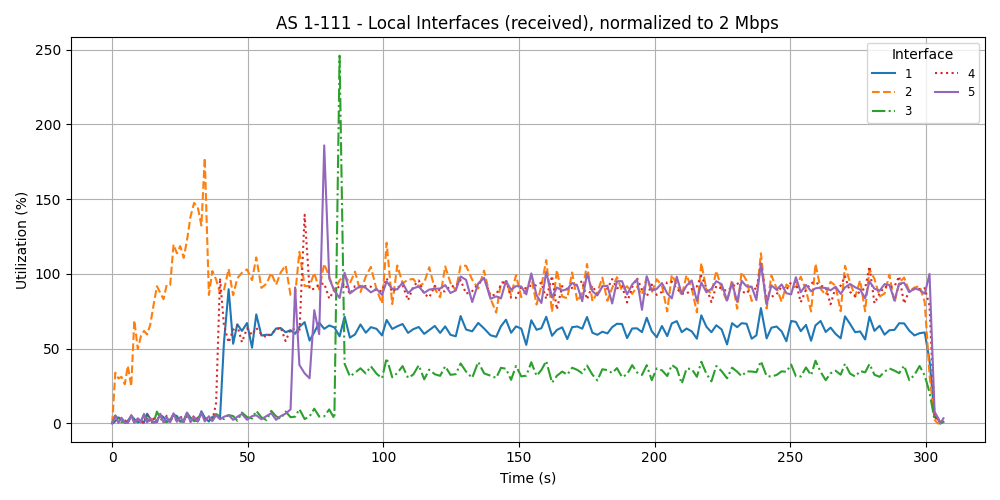 AS 1-111 - Local Interfaces (received), normalized to 2 Mbps
Utilization (%)
250
200
150
100
50
0
0 50 100 150 200 250 300
Time (s)
Interface
1 4
2 5
3